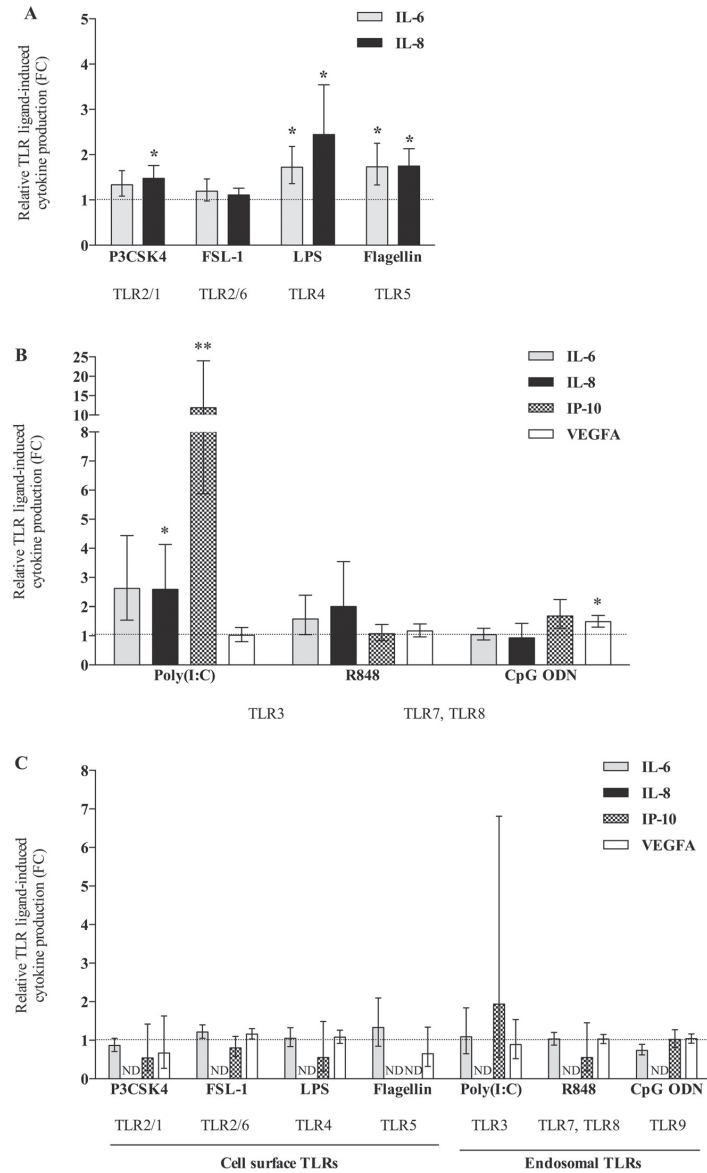 A
Relative TLR ligand-induced
cytokine production (FC)
5
4
3
2
1
0
IL-6
IL-8
*
*
*
*
*
P3CSK4
FSL-1
LPS
Flagellin
TLR2/1
TLR2/6
TLR4
TLR5
B
Relative TLR ligand-induced
cytokine production (FC)
25
20
15
10
8
7
6
5
4
3
2
1
0
IL-6
IL-8
IP-10
VEGFA
**
*
*
Poly(I:C)
R848
CpG ODN
TLR3
TLR7, TLR8
C
Relative TLR ligand-induced
cytokine production (FC)
8
7
6
5
4
3
2
1
0
IL-6
IL-8
IP-10
VEGFA
ND
ND
ND
ND ND
ND
ND
ND
P3CSK4
FSL-1
LPS
Flagellin
Poly(I:C)
R848
CpG ODN
TLR2/1
TLR2/6
TLR4
TLR5
TLR3
TLR7, TLR8
TLR9
Cell surface TLRs
Endosomal TLRs